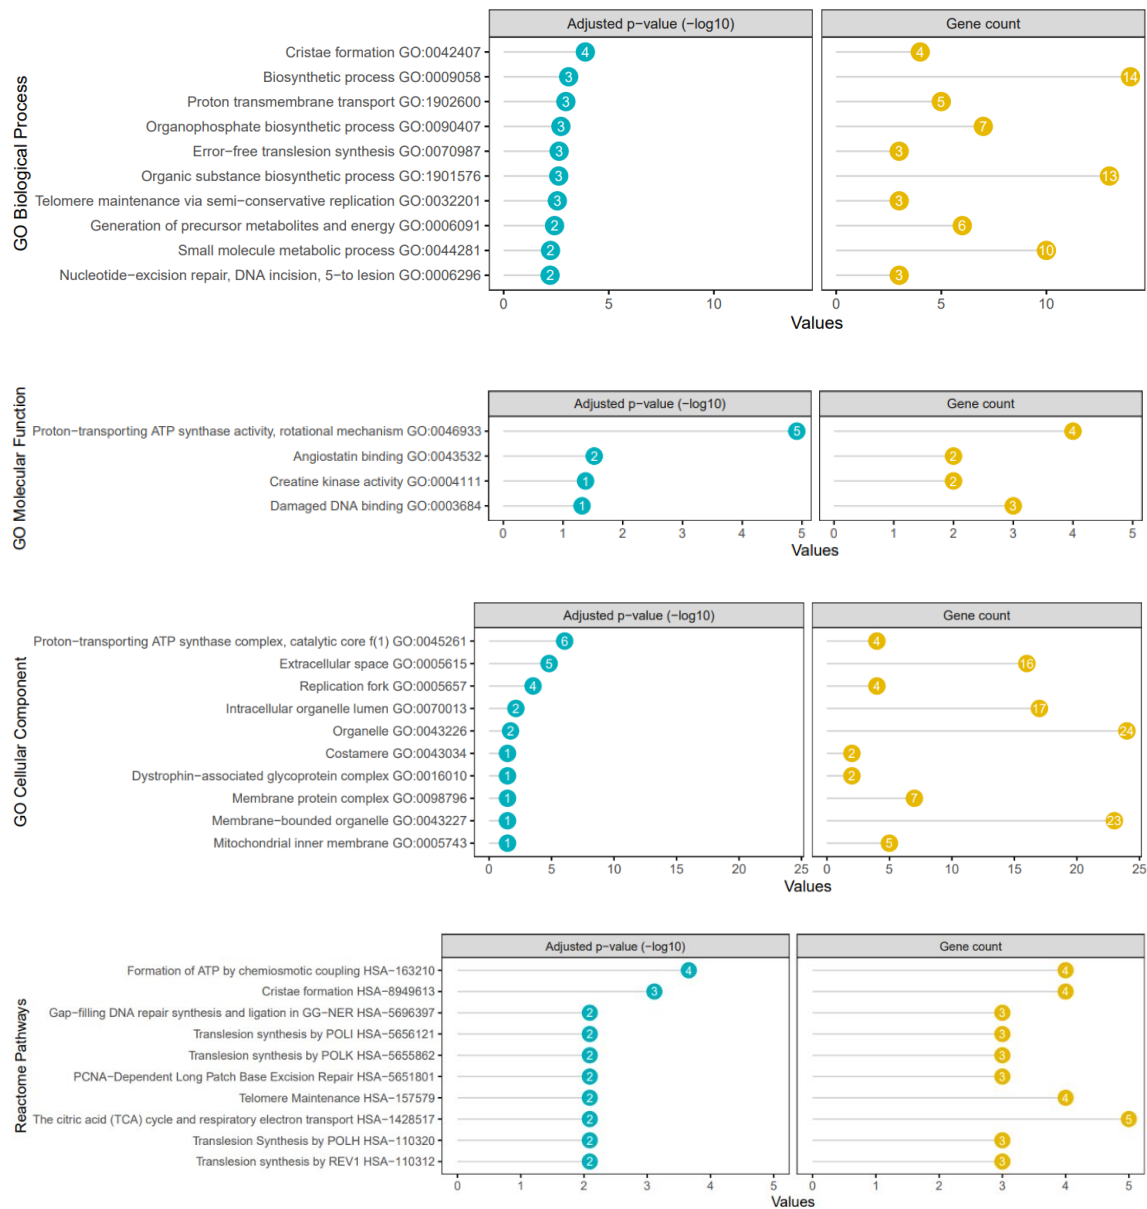 Adjusted p−value (−log10) Gene count
GO Biological Process
Cristae formation GO:0042407 4 4
Biosynthetic process GO:0009058 3 14
Proton transmembrane transport GO:1902600 3 5
Organophosphate biosynthetic process GO:0090407 3 7
Error−free translesion synthesis GO:0070987 3 3
Organic substance biosynthetic process GO:1901576 3 13
Telomere maintenance via semi−conservative replication GO:0032201 3 3
Generation of precursor metabolites and energy GO:0006091 2 6
Small molecule metabolic process GO:0044281 2 10
Nucleotide−excision repair, DNA incision, 5−to lesion GO:0006296 2 3
0 5 10 0 5 10
Values
Adjusted p−value (−log10) Gene count
GO Molecular Function
Proton−transporting ATP synthase activity, rotational mechanism GO:0046933 5 4
Angiostatin binding GO:0043532 2 2
Creatine kinase activity GO:0004111 1 2
Damaged DNA binding GO:0003684 1 3
0 1 2 3 4 5 0 1 2 3 4 5
Values
Adjusted p−value (−log10) Gene count
GO Cellular Component
Proton−transporting ATP synthase complex, catalytic core f(1) GO:0045261 6 4
Extracellular space GO:0005615 5 16
Replication fork GO:0005657 4 4
Intracellular organelle lumen GO:0070013 2 17
Organelle GO:0043226 2 24
Costamere GO:0043034 1 2
Dystrophin−associated glycoprotein complex GO:0016010 1 2
Membrane protein complex GO:0098796 1 7
Membrane−bounded organelle GO:0043227 1 23
Mitochondrial inner membrane GO:0005743 1 5
0 5 10 15 20 25 0 5 10 15 20 25
Values
Adjusted p−value (−log10) Gene count
Reactome Pathways
Formation of ATP by chemiosmotic coupling HSA−163210 4 4
Cristae formation HSA−8949613 3 4
Gap−filling DNA repair synthesis and ligation in GG−NER HSA−5696397 2 3
Translesion synthesis by POLI HSA−5656121 2 3
Translesion synthesis by POLK HSA−5655862 2 3
PCNA−Dependent Long Patch Base Excision Repair HSA−5651801 2 3
Telomere Maintenance HSA−157579 2 4
The citric acid (TCA) cycle and respiratory electron transport HSA−1428517 2 5
Translesion Synthesis by POLH HSA−110320 2 3
Translesion synthesis by REV1 HSA−110312 2 3
0 1 2 3 4 5 0 1 2 3 4 5
Values